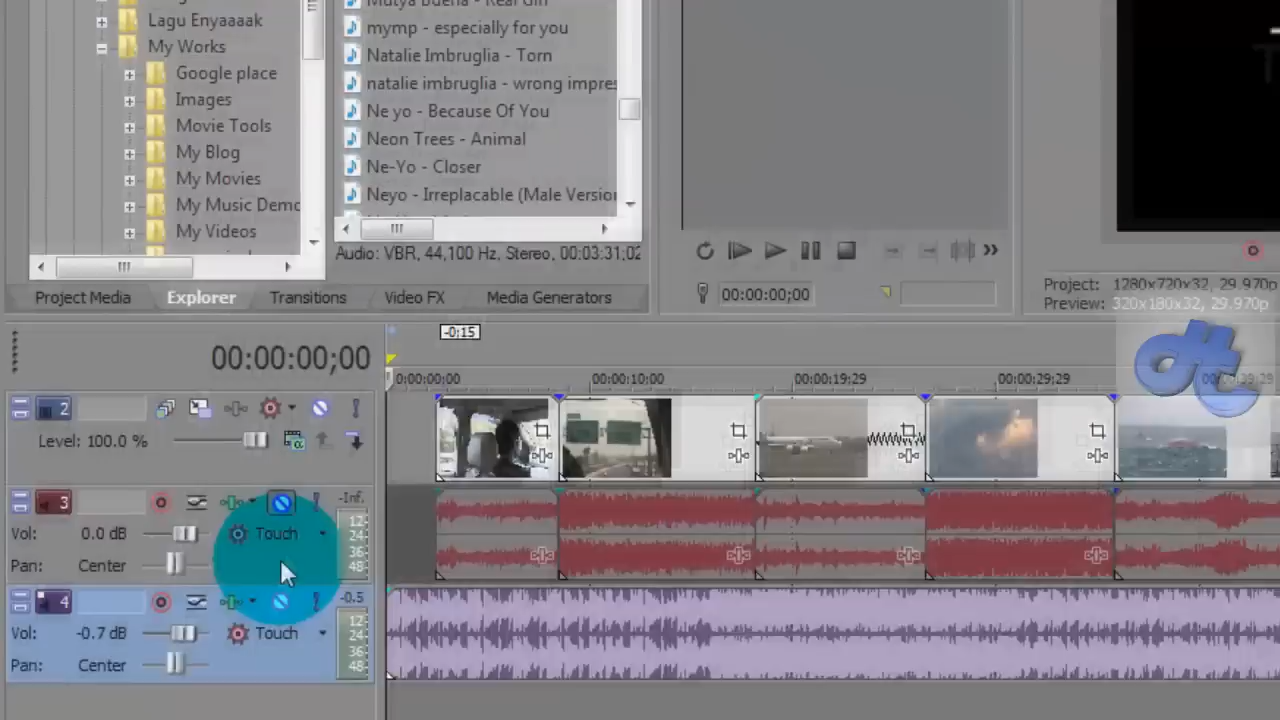 Lagu Enyaaaak
My Works
Google place
Images
Movie Tools
My Blog
My Movies
My Music Demo
My Videos
Mutya Buena - Real Girl
mymp - especially for you
Natalie Imbruglia - Torn
natalie imbruglia - wrong impres
Ne yo - Because Of You
Neon Trees - Animal
Ne-Yo - Closer
Neyo - Irreplacable (Male Version
Audio: VBR, 44,100 Hz, Stereo, 00:03:31;02
Project Media Explorer Transitions Video FX Media Generators
00:00:00;00
Project: 1280x720x32, 29.970p
Preview: 320x180x32, 29.970p
-0:15
00:00:00;00
0:00:00;00 00:00:10;00 00:00:19;29 00:00:29;29 00:00:39;29
2
Level: 100.0 %
3 -Inf.
Vol: 0.0 dB Touch
Pan: Center
12
24
36
48
4 -0.5
Vol: -0.7 dB Touch
Pan: Center
12
24
36
48